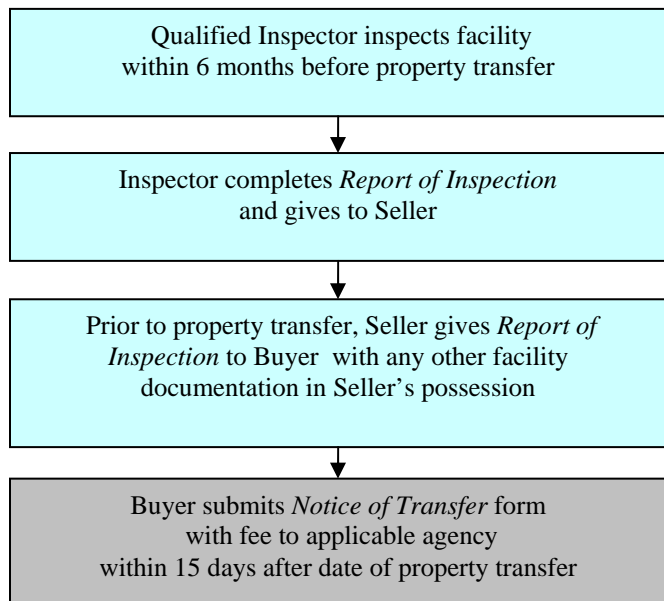 Qualified Inspector inspects facility
within 6 months before property transfer
Inspector completes Report of Inspection
and gives to Seller
Prior to property transfer, Seller gives Report of
Inspection to Buyer with any other facility
documentation in Seller’s possession
Buyer submits Notice of Transfer form
with fee to applicable agency
within 15 days after date of property transfer